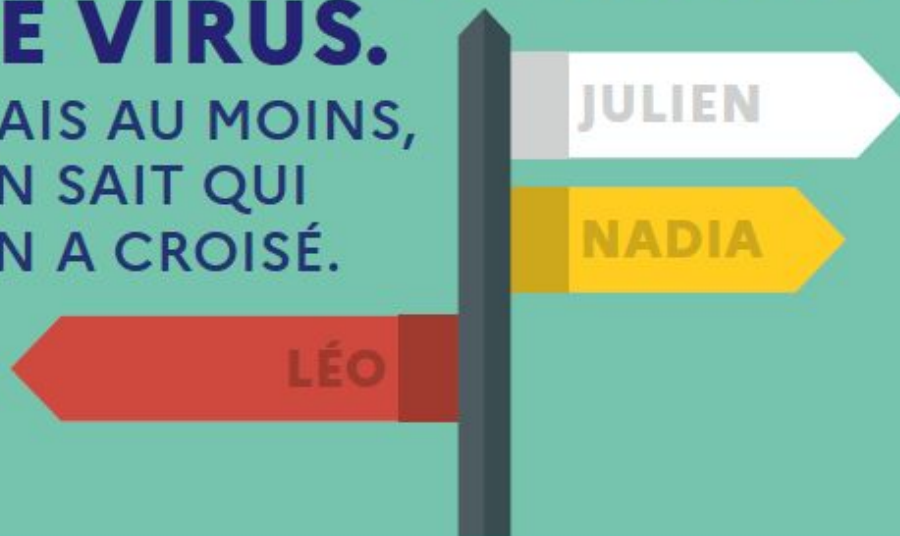 E VIRUS.
AIS AU MOINS,
N SAIT QUI
N A CROISÉ.
JULIEN
NADIA
LÉO